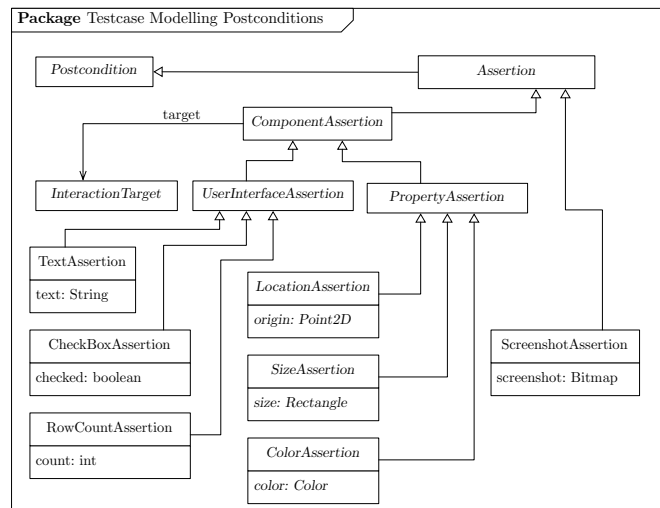 Package Testcase Modelling Postconditions
Postcondition
Assertion
target
ComponentAssertion
InteractionTarget
UserInterfaceAssertion
PropertyAssertion
TextAssertion
text: String
LocationAssertion
origin: Point2D
CheckBoxAssertion
checked: boolean
ScreenshotAssertion
screenshot: Bitmap
SizeAssertion
size: Rectangle
RowCountAssertion
count: int
ColorAssertion
color: Color